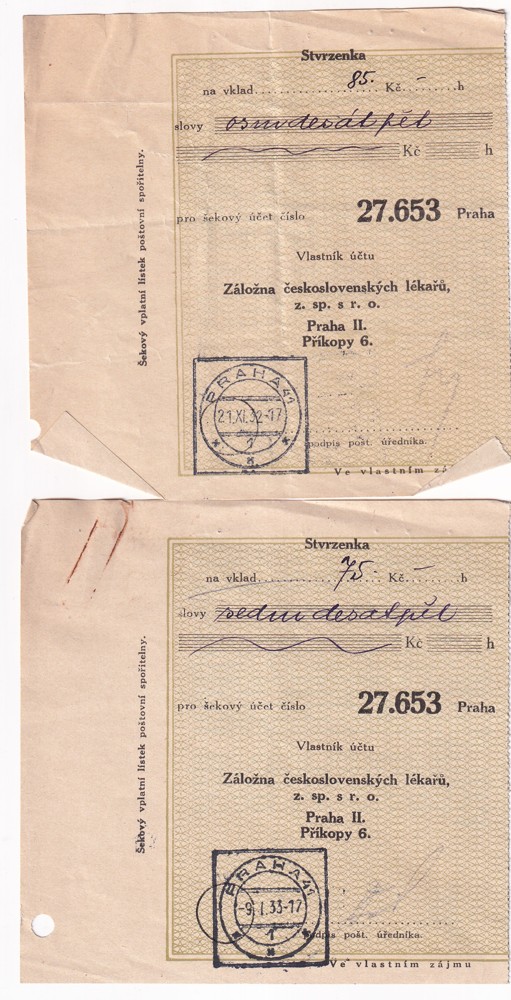 Stvrzenka
na vklad 85. Kč – h
slovy osmdesátpět
Kč h
pro šekový účet číslo 27.653 Praha
Vlastník účtu
Záložna československých lékařů,
z. sp. s r. o.
Praha II.
Příkopy 6.
PRAHA 41
21.XI.32-17
1
podpis pošt. úředníka.
Ve vlastním
Šekový vplatní lístek poštovní spořitelny.
Stvrzenka
na vklad 75. Kč – h
slovy sedmdesátpět
Kč h
pro šekový účet číslo 27.653 Praha
Vlastník účtu
Záložna československých lékařů,
z. sp. s r. o.
Praha II.
Příkopy 6.
PRAHA 41
-9.I.33-17
1
podpis pošt. úředníka.
Ve vlastním zájmu
Šekový vplatní lístek poštovní spořitelny.